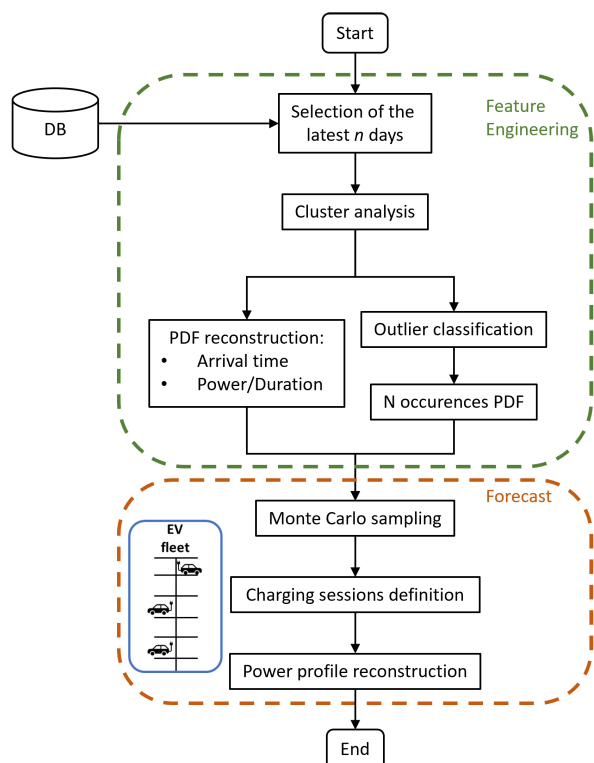 Start
DB
Selection of the
latest n days
Feature
Engineering
Cluster analysis
PDF reconstruction:
• Arrival time
• Power/Duration
Outlier classification
N occurences PDF
Forecast
EV
fleet
Monte Carlo sampling
Charging sessions definition
Power profile reconstruction
End